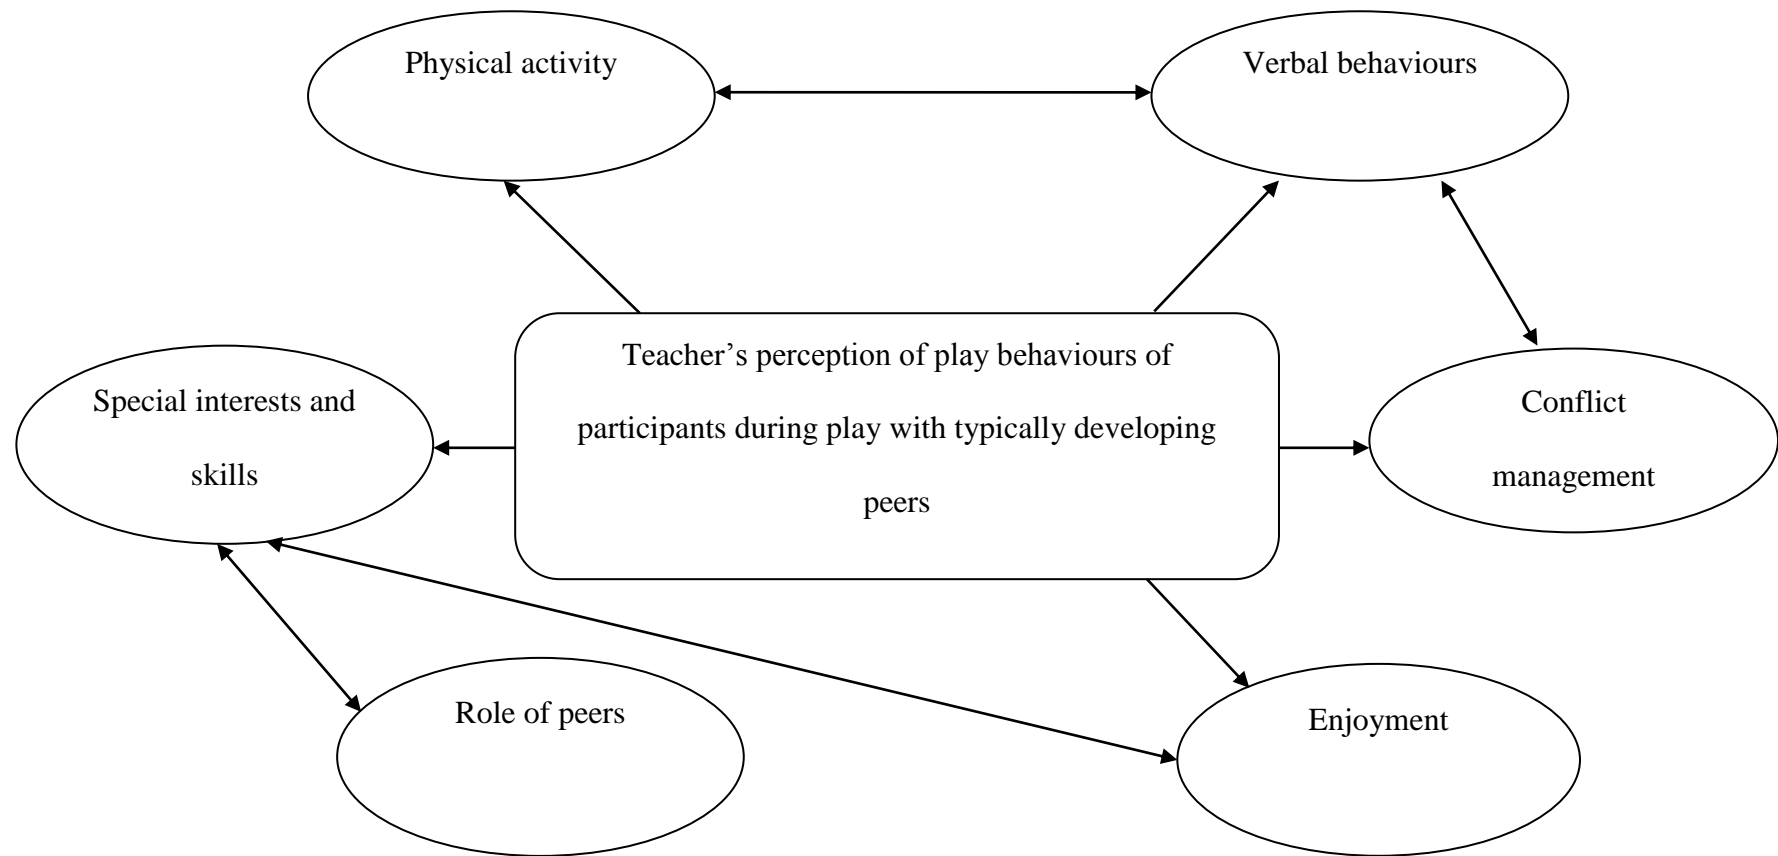 Physical activity
Verbal behaviours
Teacher’s perception of play behaviours of
participants during play with typically developing
peers
Special interests and
skills
Conflict
management
Role of peers
Enjoyment